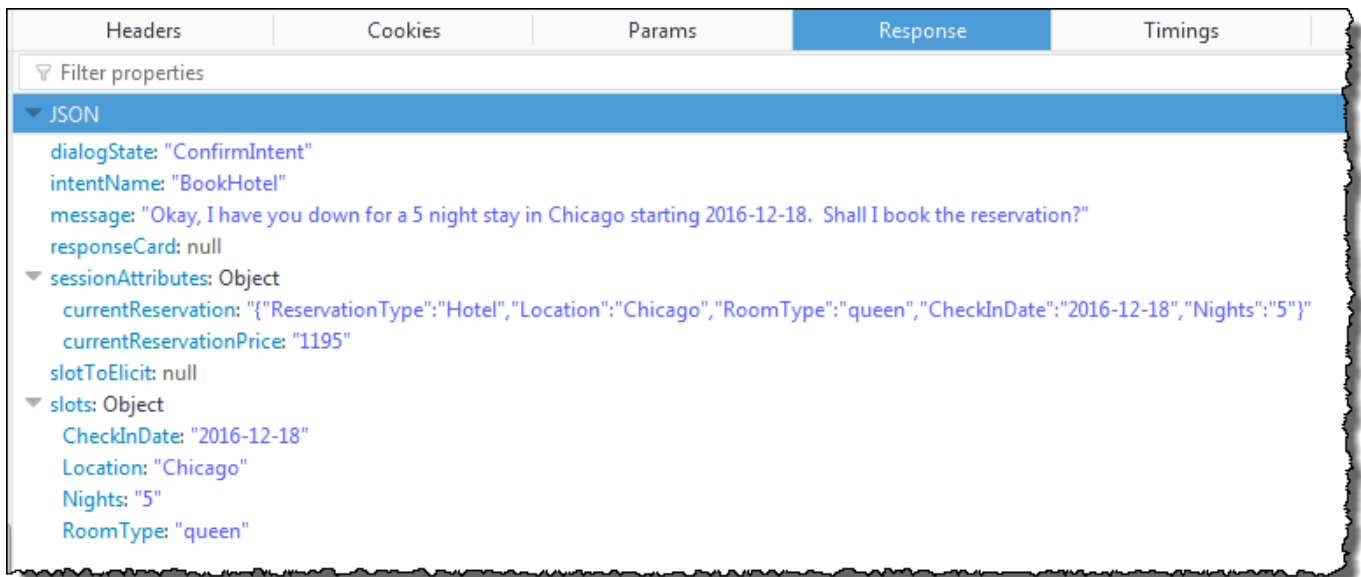 Headers Cookies Params Response Timings
Filter properties
JSON
dialogState: "ConfirmIntent"
intentName: "BookHotel"
message: "Okay, I have you down for a 5 night stay in Chicago starting 2016-12-18.  Shall I book the reservation?"
responseCard: null
sessionAttributes: Object
currentReservation: "{"ReservationType":"Hotel","Location":"Chicago","RoomType":"queen","CheckInDate":"2016-12-18","Nights":"5"}"
currentReservationPrice: "1195"
slotToElicit: null
slots: Object
CheckInDate: "2016-12-18"
Location: "Chicago"
Nights: "5"
RoomType: "queen"